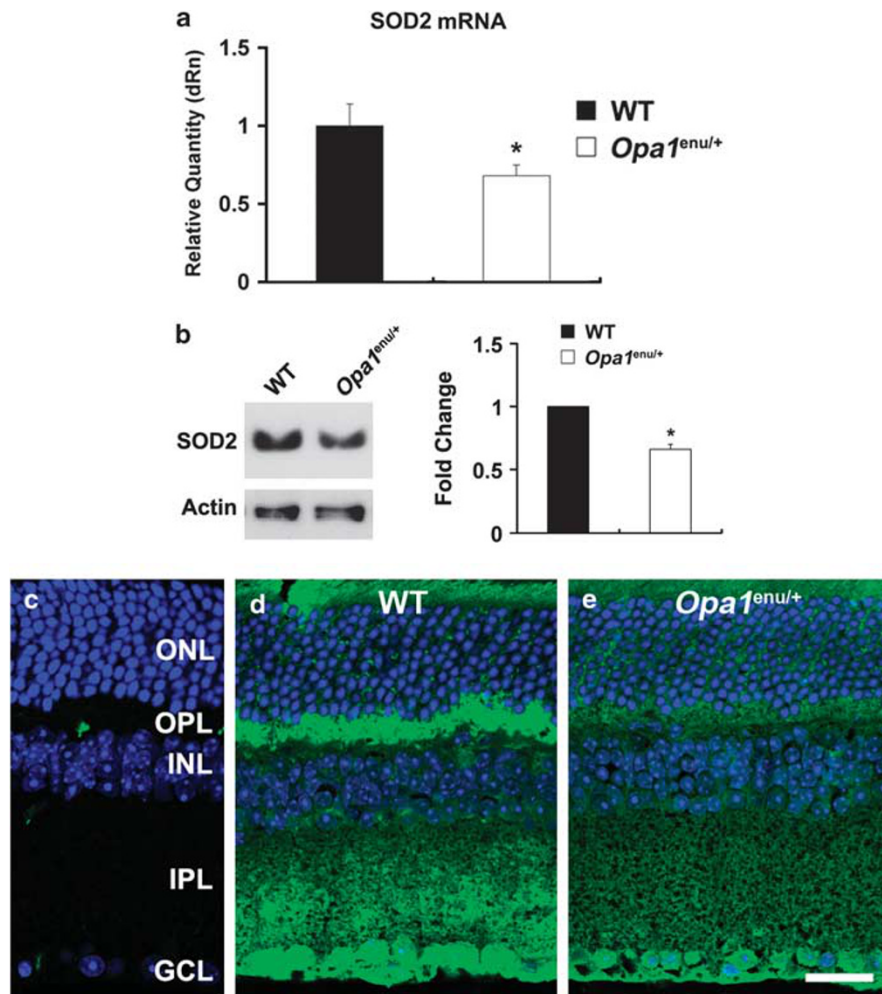 a
SOD2 mRNA
Relative Quantity (dRn)
1.5
1
0.5
0
*
WT
Opa1enu/+
b
WT
Opa1enu/+
SOD2
Actin
WT
Opa1enu/+
Fold Change
1.5
1
0.5
0
*
c
ONL
OPL
INL
IPL
GCL
d
WT
e
Opa1enu/+